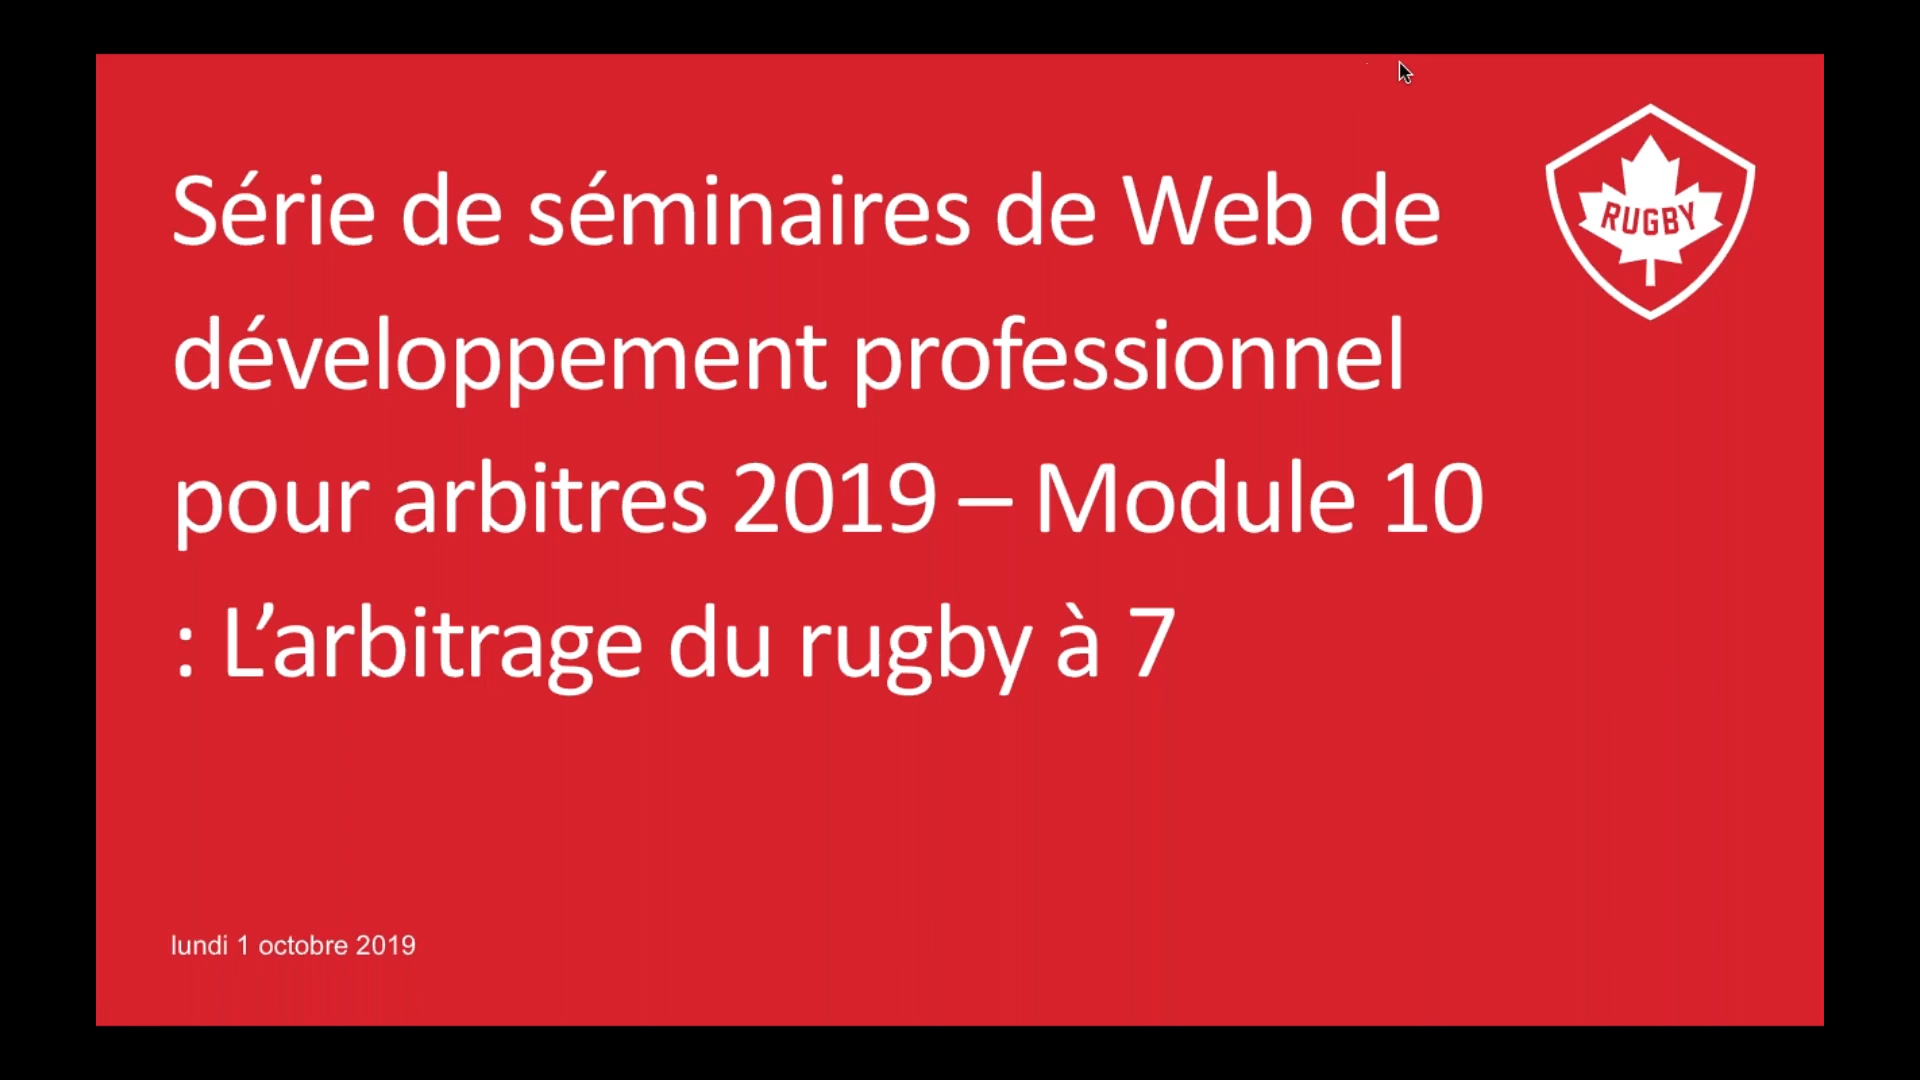 Série de séminaires de Web de
développement professionnel
pour arbitres 2019 – Module 10
: L’arbitrage du rugby à 7
RUGBY
lundi 1 octobre 2019